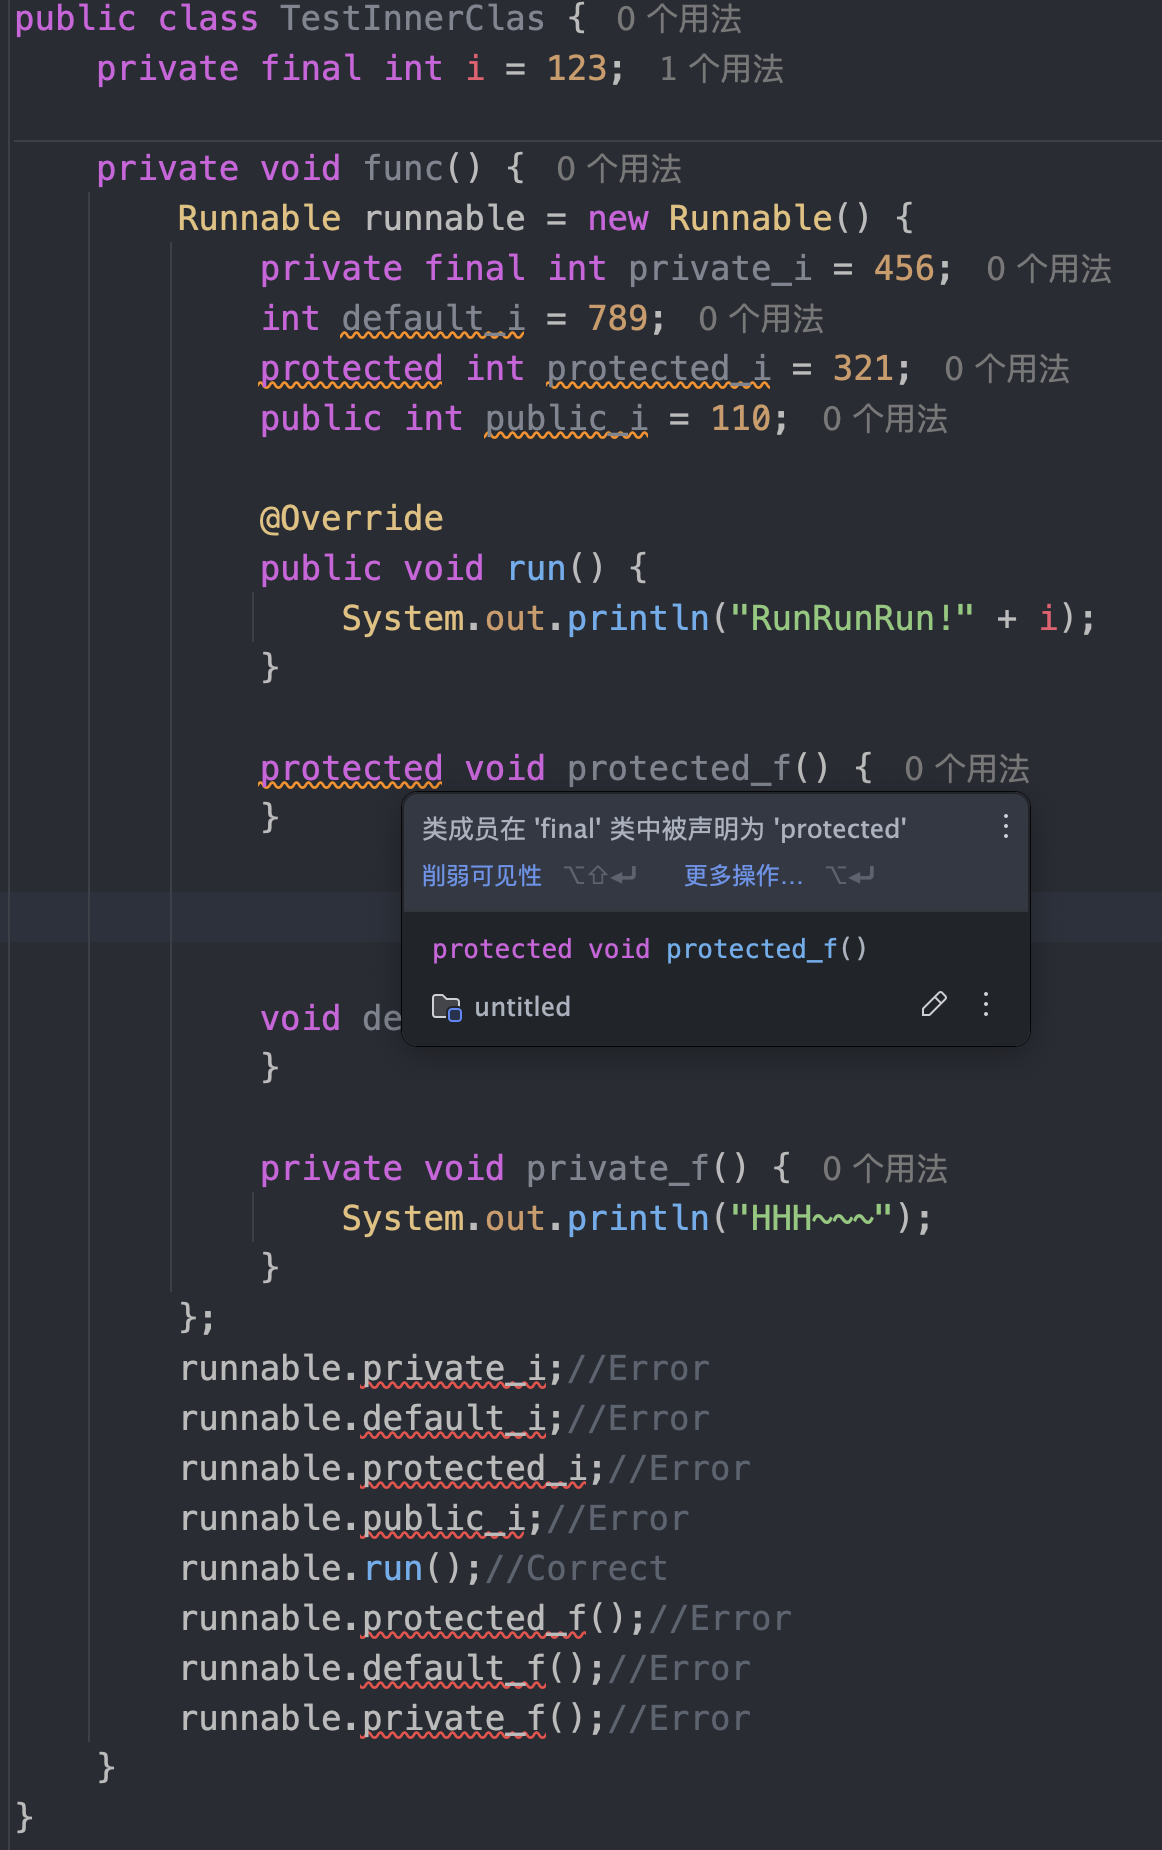 public class TestInnerClas { 0 个用法
private final int i = 123; 1 个用法
private void func() { 0 个用法
Runnable runnable = new Runnable() {
private final int private_i = 456; 0 个用法
int default_i = 789; 0 个用法
protected int protected_i = 321; 0 个用法
public int public_i = 110; 0 个用法
@Override
public void run() {
System.out.println("RunRunRun!" + i);
}
protected void protected_f() { 0 个用法
}
类成员在 'final' 类中被声明为 'protected'
削弱可见性 ⌥⇧↩ 更多操作... ⌥↩
protected void protected_f()
untitled
void de
}
private void private_f() { 0 个用法
System.out.println("HHH~~~");
}
};
runnable.private_i;//Error
runnable.default_i;//Error
runnable.protected_i;//Error
runnable.public_i;//Error
runnable.run();//Correct
runnable.protected_f();//Error
runnable.default_f();//Error
runnable.private_f();//Error
}
}